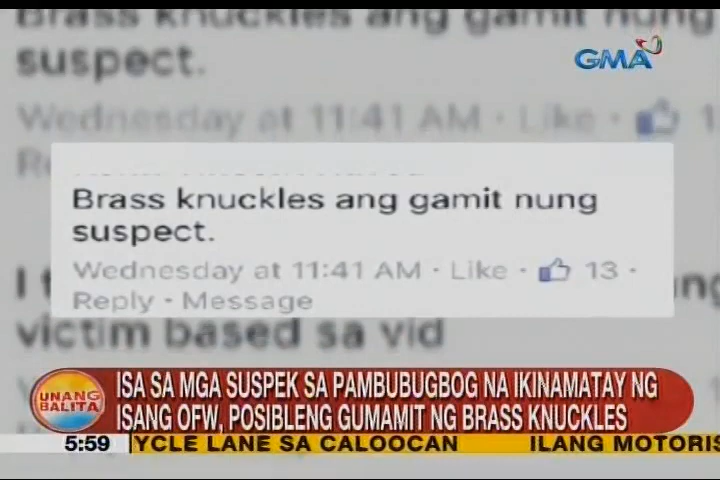 Brass knuckles ang gamit nung
suspect.
GMA
Wednesday at 11:41 AM · Like · 1
Brass knuckles ang gamit nung
suspect.
Wednesday at 11:41 AM · Like · 13 ·
Reply · Message
victim based sa vid
UNANG
BALITA
ISA SA MGA SUSPEK SA PAMBUBUGBOG NA IKINAMATAY NG
ISANG OFW, POSIBLENG GUMAMIT NG BRASS KNUCKLES
5:59 YCLE LANE SA CALOOCAN ILANG MOTORIS